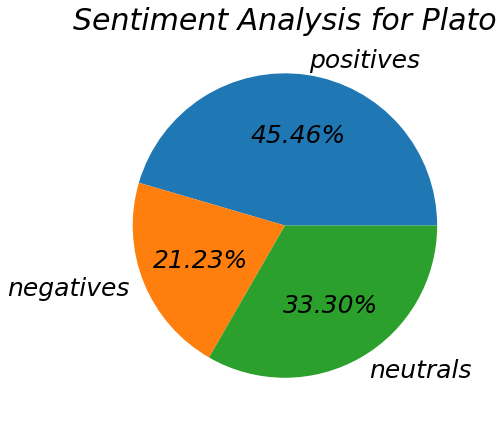 Sentiment Analysis for Plato
positives
45.46%
21.23%
negatives
33.30%
neutrals